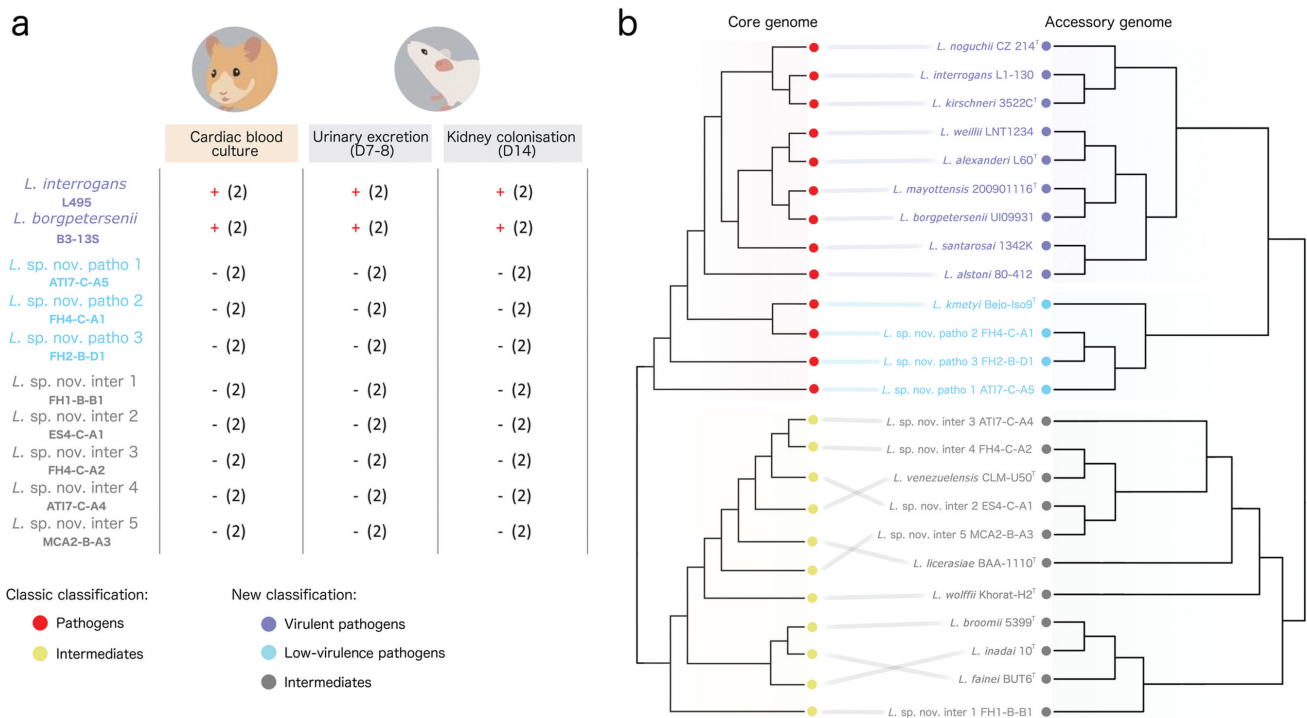 a
Cardiac blood
culture
Urinary excretion
(D7-8)
Kidney colonisation
(D14)
L. interrogans
L495
+ (2)
+ (2)
+ (2)
L. borgpetersenii
B3-13S
+ (2)
+ (2)
+ (2)
L. sp. nov. patho 1
ATI7-C-A5
- (2)
- (2)
- (2)
L. sp. nov. patho 2
FH4-C-A1
- (2)
- (2)
- (2)
L. sp. nov. patho 3
FH2-B-D1
- (2)
- (2)
- (2)
L. sp. nov. inter 1
FH1-B-B1
- (2)
- (2)
- (2)
L. sp. nov. inter 2
ES4-C-A1
- (2)
- (2)
- (2)
L. sp. nov. inter 3
FH4-C-A2
- (2)
- (2)
- (2)
L. sp. nov. inter 4
ATI7-C-A4
- (2)
- (2)
- (2)
L. sp. nov. inter 5
MCA2-B-A3
- (2)
- (2)
- (2)
Classic classification:
Pathogens
Intermediates
New classification:
Virulent pathogens
Low-virulence pathogens
Intermediates
b
Core genome
Accessory genome
L. noguchii CZ 214ᵀ
L. interrogans L1-130
L. kirschneri 3522Cᵀ
L. weillii LNT1234
L. alexanderi L60ᵀ
L. mayottensis 200901116ᵀ
L. borgpetersenii UI09931
L. santarosai 1342K
L. alstoni 80-412
L. kmetyi Bejo-Iso9ᵀ
L. sp. nov. patho 2 FH4-C-A1
L. sp. nov. patho 3 FH2-B-D1
L. sp. nov. patho 1 ATI7-C-A5
L. sp. nov. inter 3 ATI7-C-A4
L. sp. nov. inter 4 FH4-C-A2
L. venezuelensis CLM-U50ᵀ
L. sp. nov. inter 2 ES4-C-A1
L. sp. nov. inter 5 MCA2-B-A3
L. licerasiae BAA-1110ᵀ
L. wolffii Khorat-H2ᵀ
L. broomii 5399ᵀ
L. inadai 10ᵀ
L. fainei BUT6ᵀ
L. sp. nov. inter 1 FH1-B-B1